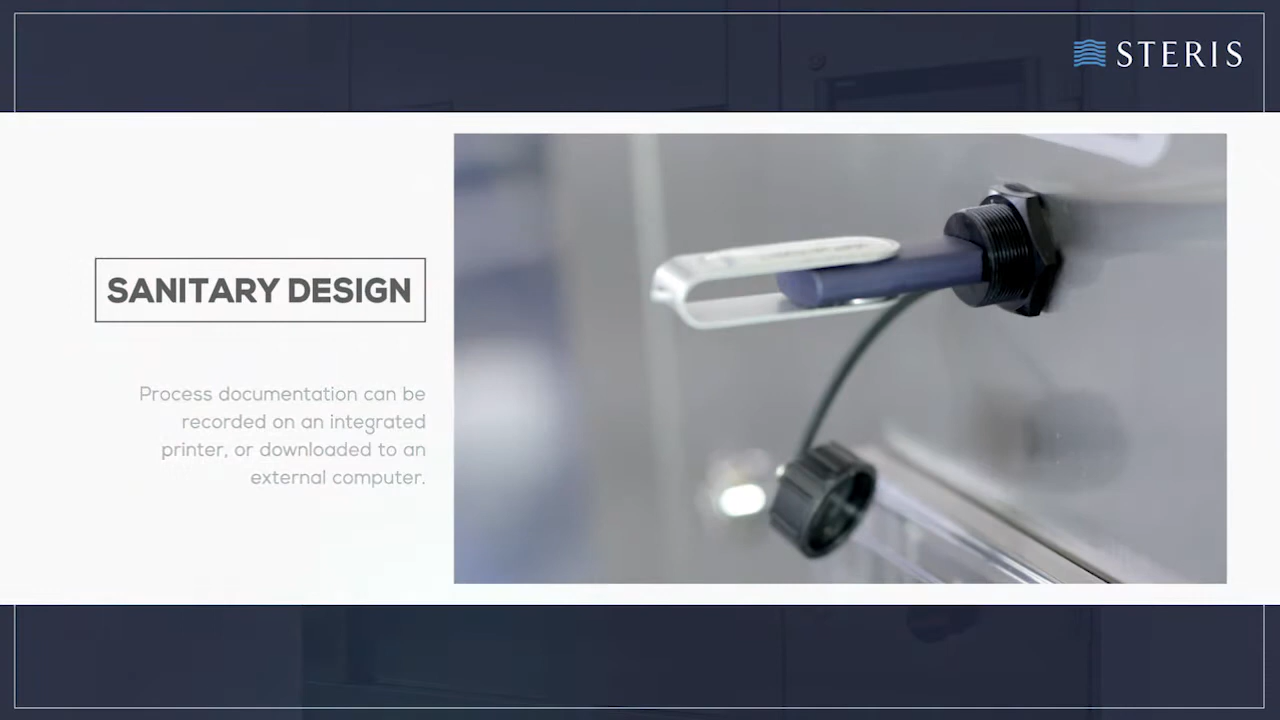 STERIS
SANITARY DESIGN
Process documentation can be
recorded on an integrated
printer, or downloaded to an
external computer.